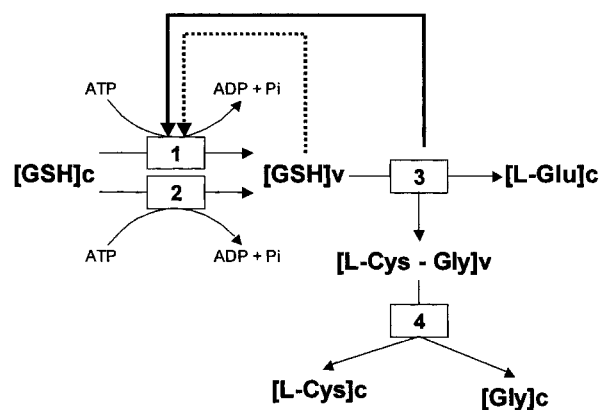 ATP ADP + Pi
1
[GSH]c [GSH]v 3 [L-Glu]c
2
ATP ADP + Pi
[L-Cys - Gly]v
4
[L-Cys]c [Gly]c